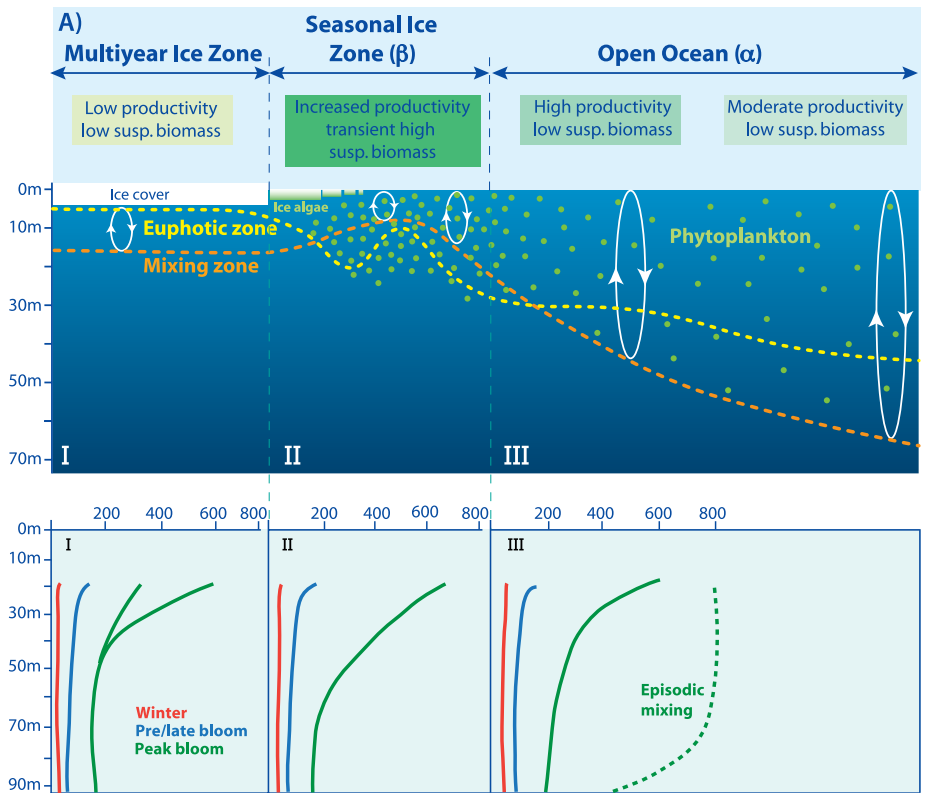 A)
Multiyear Ice Zone
Seasonal Ice
Zone (β)
Open Ocean (α)
Low productivity
low susp. biomass
Increased productivity
transient high
susp. biomass
High productivity
low susp. biomass
Moderate productivity
low susp. biomass
0m
10m
30m
50m
70m
Ice cover
Ice algae
Euphotic zone
Mixing zone
Phytoplankton
I
II
III
200 400 600 800
200 400 600 800
200 400 600 800
0m
10m
30m
50m
70m
90m
I
II
III
Winter
Pre/late bloom
Peak bloom
Episodic
mixing